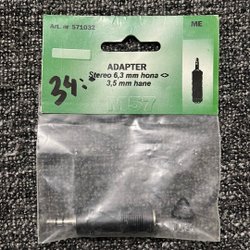 Art. nr 571032
ME
ADAPTER
Stereo 6,3 mm hona <>
3,5 mm hane
34:-